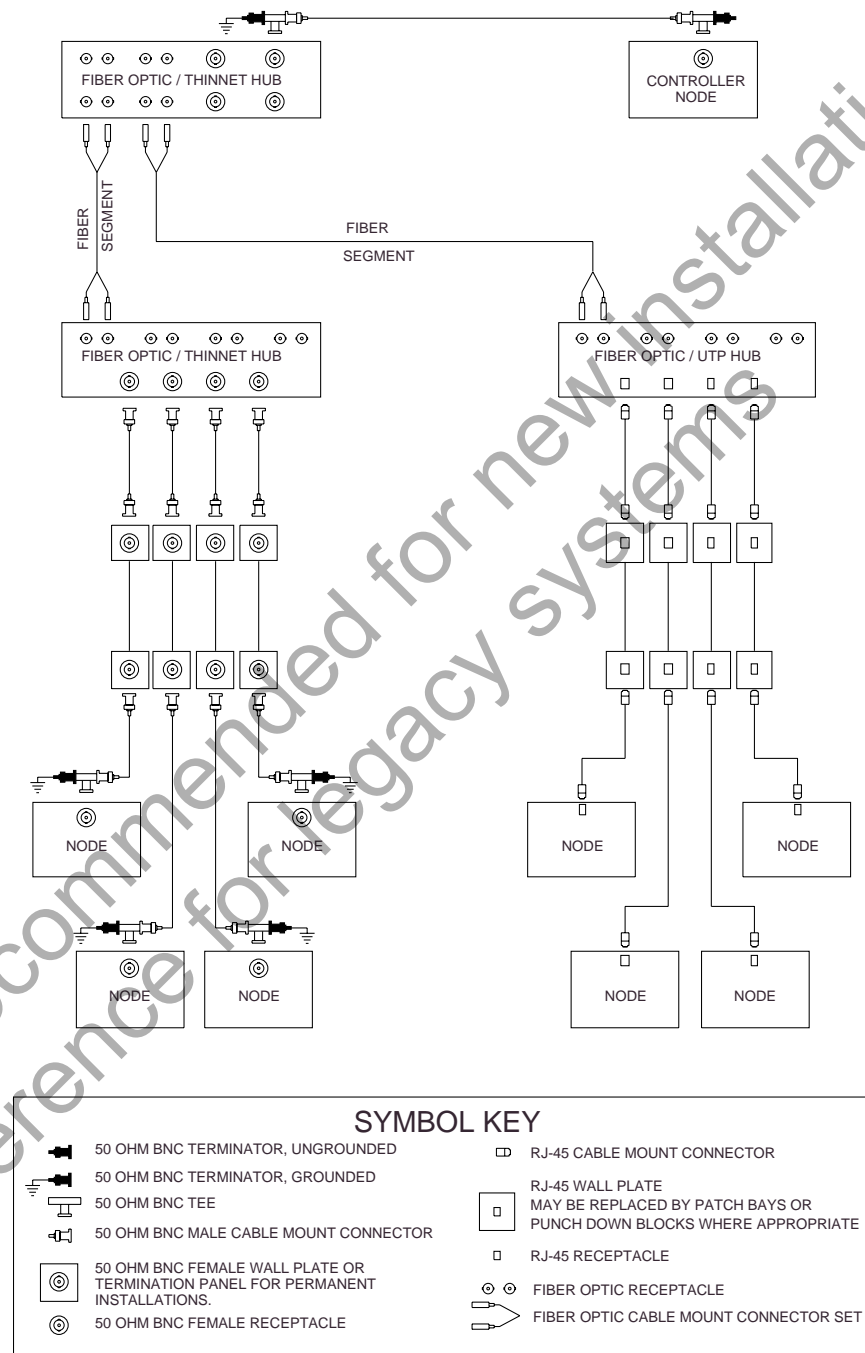 FIBER OPTIC / THINNET HUB
CONTROLLER
NODE
FIBER
SEGMENT
FIBER
SEGMENT
FIBER OPTIC / THINNET HUB
FIBER OPTIC / UTP HUB
NODE
NODE
NODE
NODE
NODE
NODE
NODE
NODE
commended for new installati
erence for legacy systems
SYMBOL KEY
50 OHM BNC TERMINATOR, UNGROUNDED
50 OHM BNC TERMINATOR, GROUNDED
50 OHM BNC TEE
50 OHM BNC MALE CABLE MOUNT CONNECTOR
50 OHM BNC FEMALE WALL PLATE OR
TERMINATION PANEL FOR PERMANENT
INSTALLATIONS.
50 OHM BNC FEMALE RECEPTACLE
RJ-45 CABLE MOUNT CONNECTOR
RJ-45 WALL PLATE
MAY BE REPLACED BY PATCH BAYS OR
PUNCH DOWN BLOCKS WHERE APPROPRIATE
RJ-45 RECEPTACLE
FIBER OPTIC RECEPTACLE
FIBER OPTIC CABLE MOUNT CONNECTOR SET